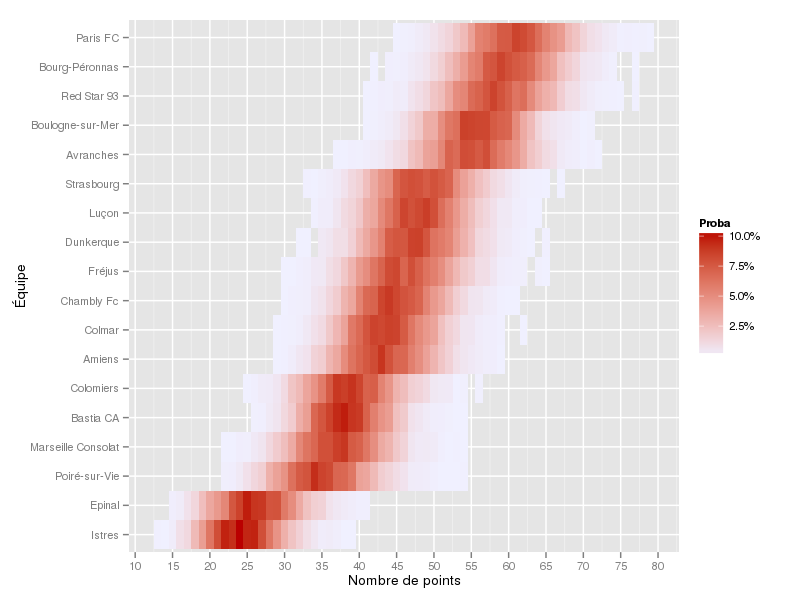 Paris FC
Bourg-Péronnas
Red Star 93
Boulogne-sur-Mer
Avranches
Strasbourg
Luçon
Dunkerque
Fréjus
Chambly Fc
Colmar
Amiens
Colomiers
Bastia CA
Marseille Consolat
Poiré-sur-Vie
Epinal
Istres
Équipe
10 15 20 25 30 35 40 45 50 55 60 65 70 75 80
Nombre de points
Proba
10.0%
7.5%
5.0%
2.5%